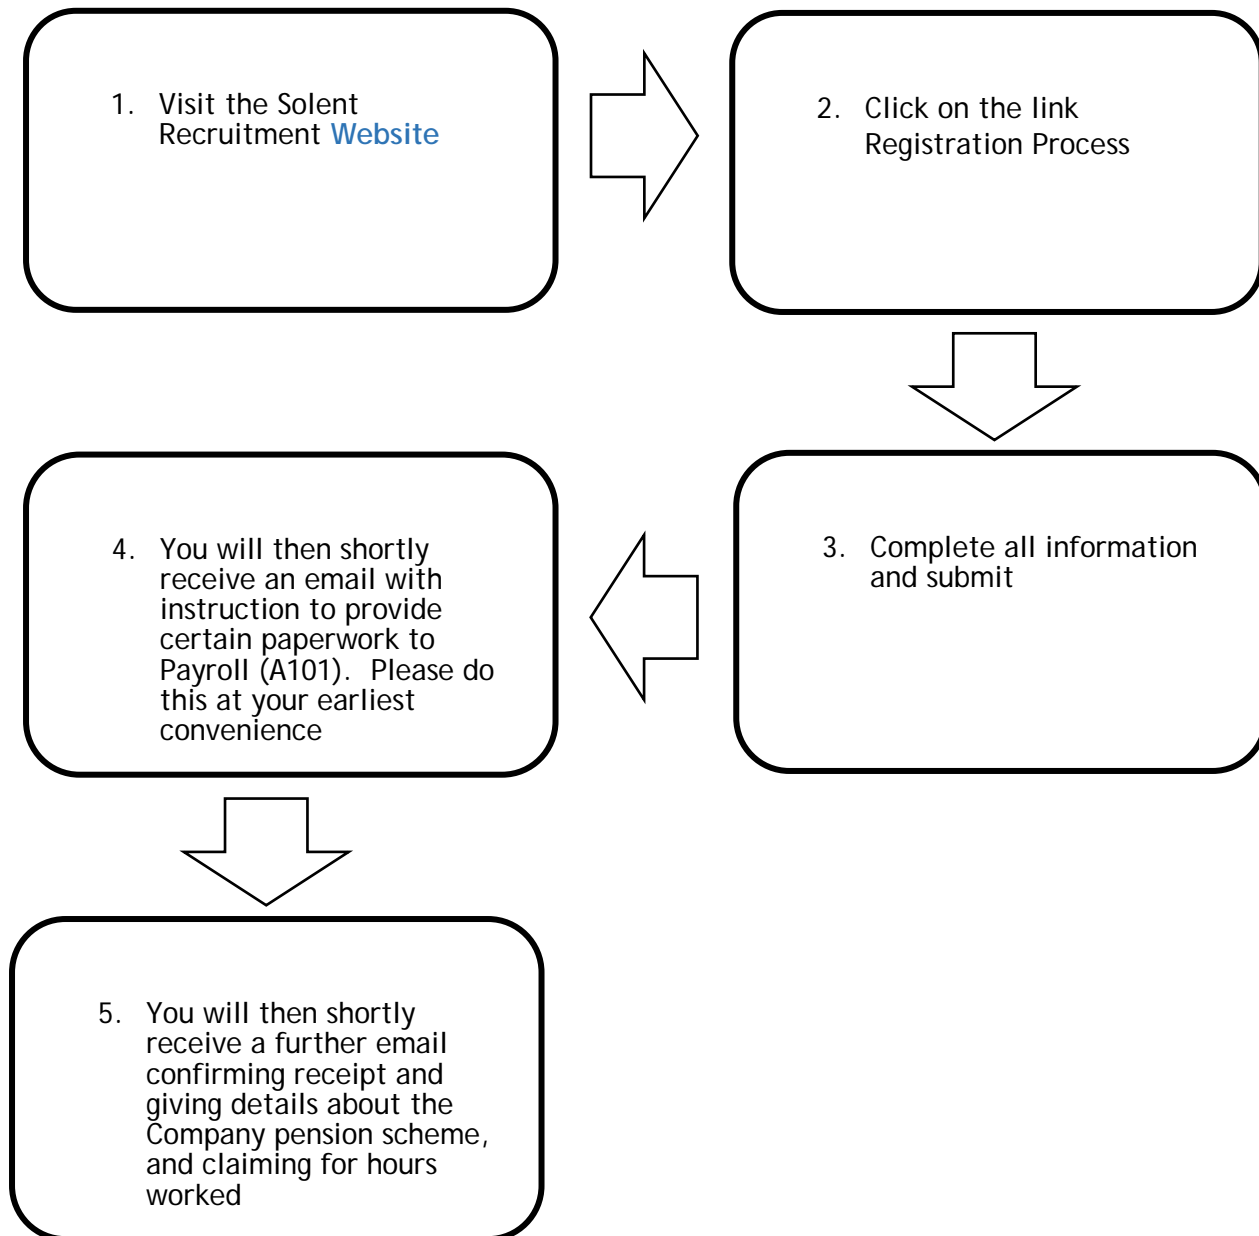 1. Visit the Solent
Recruitment Website
2. Click on the link
Registration Process
3. Complete all information
and submit
4. You will then shortly
receive an email with
instruction to provide
certain paperwork to
Payroll (A101). Please do
this at your earliest
convenience
5. You will then shortly
receive a further email
confirming receipt and
giving details about the
Company pension scheme,
and claiming for hours
worked